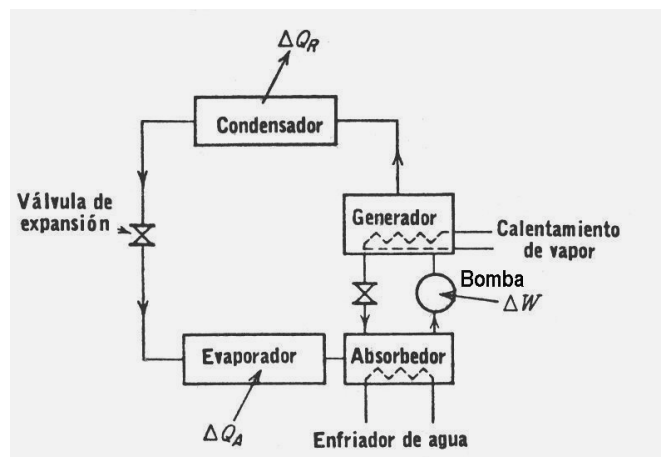 ΔQR
Condensador
Válvula de
expansión
Generador
Calentamiento
de vapor
Bomba
ΔW
Evaporador
Absorbedor
ΔQA
Enfriador de agua